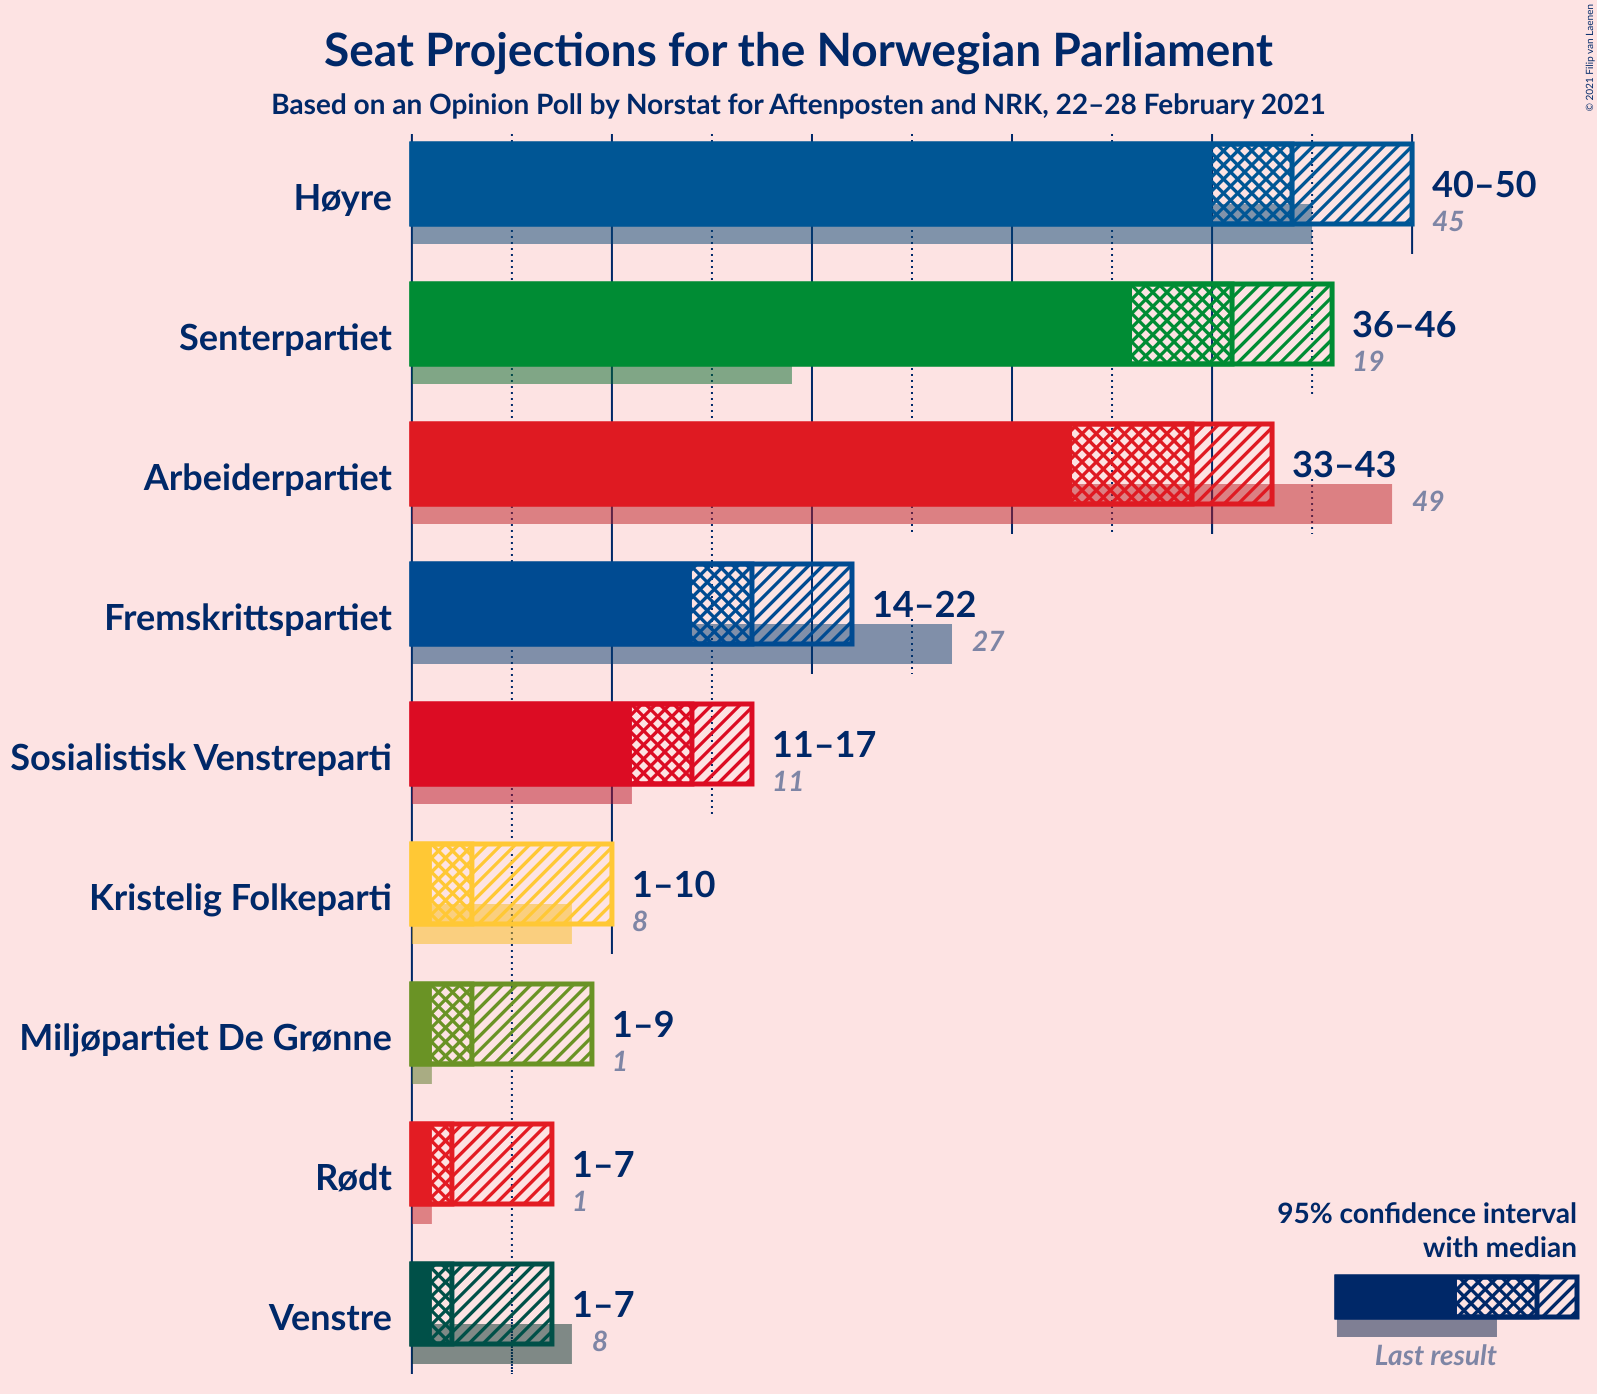 Seat Projections for the Norwegian Parliament
Based on an Opinion Poll by Norstat for Aftenposten and NRK, 22–28 February 2021
© 2021 Filip van Laenen
Høyre
40–50
45
Senterpartiet
36–46
19
Arbeiderpartiet
33–43
49
Fremskrittspartiet
14–22
27
Sosialistisk Venstreparti
11–17
11
Kristelig Folkeparti
1–10
8
Miljøpartiet De Grønne
1–9
1
Rødt
1–7
1
Venstre
1–7
8
95% confidence interval
with median
Last result